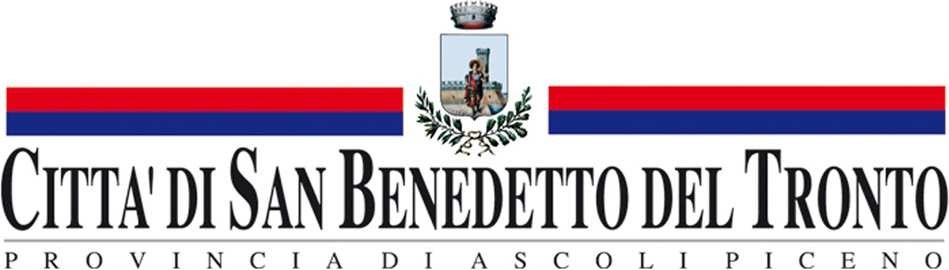 CITTA' DI SAN BENEDETTO DEL TRONTO
PROVINCIA DI ASCOLI PICENO